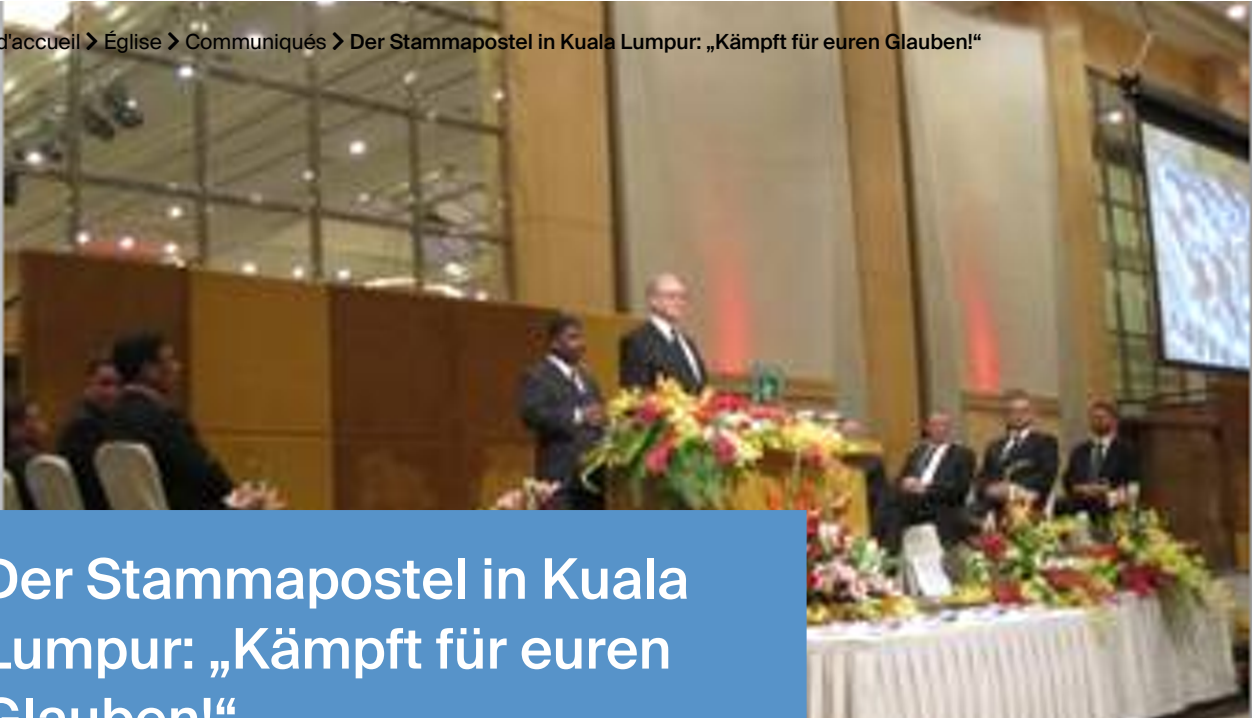 d'accueil > Église > Communiqués > Der Stammapostel in Kuala Lumpur: „Kämpft für euren Glauben!“
Der Stammapostel in Kuala
Lumpur: „Kämpft für euren
Glauben!“